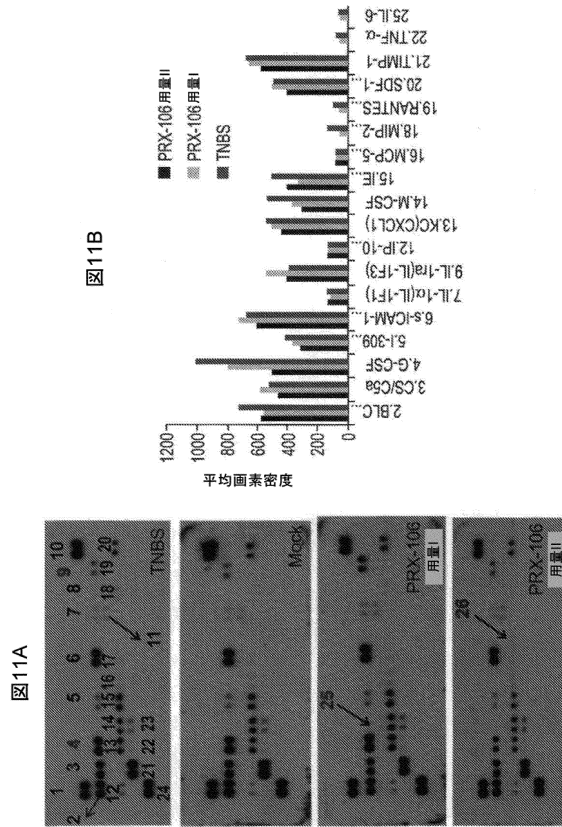 図11A
1
2
3
4
5
6
7
8
9
10
11
12
13
14
15
16
17
18
19
20
21
22
23
24
TNBS
Mock
25
PRX-106
用量I
26
PRX-106
用量II
図11B
平均画素密度
1200
1000
800
600
400
200
0
PRX-106用量II
PRX-106用量I
TNBS
2.BLC...
3.CS/C5a
4.G-CSF
5.I-309...
6.s-ICAM-1...
7.IL-1α(IL-1F1)
9.IL-1ra(IL-1F3)
12.IP-10...
13.KC(CXCL1)
14.M-CSF
15.IE...
16.MCP-5...
18.MIP-2...
19.RANTES...
20.SDF-1...
21.TIMP-1
22.TNF-α
25.IL-6